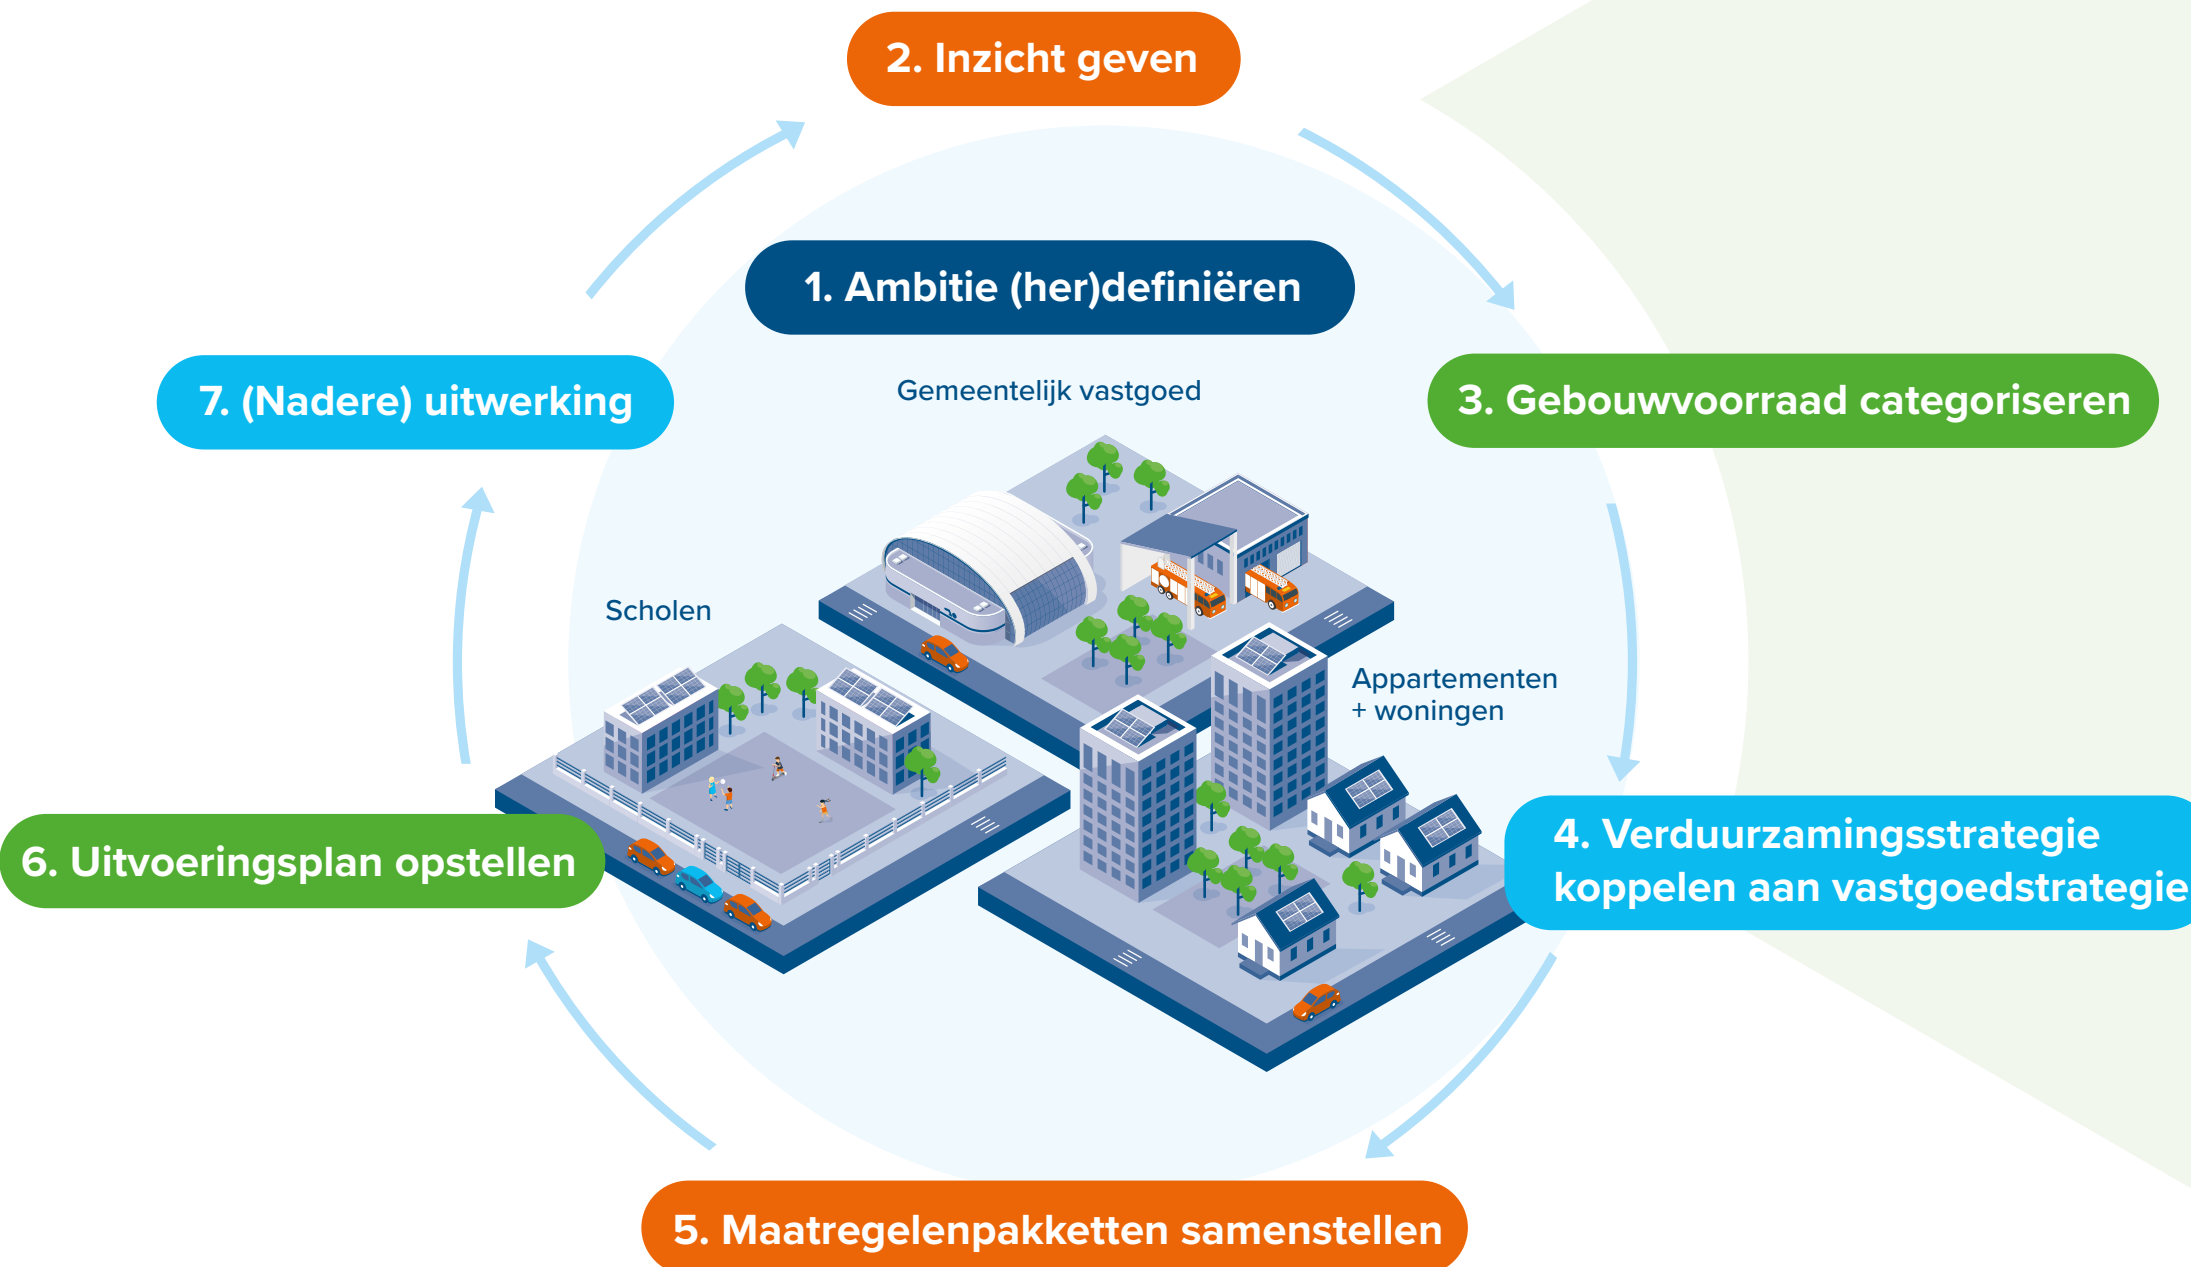 2. Inzicht geven
1. Ambitie (her)definiëren
Gemeentelijk vastgoed
7. (Nadere) uitwerking
3. Gebouwvoorraad categoriseren
Scholen
Appartementen
+ woningen
4. Verduurzamingsstrategie
koppelen aan vastgoedstrategie
6. Uitvoeringsplan opstellen
5. Maatregelenpakketten samenstellen